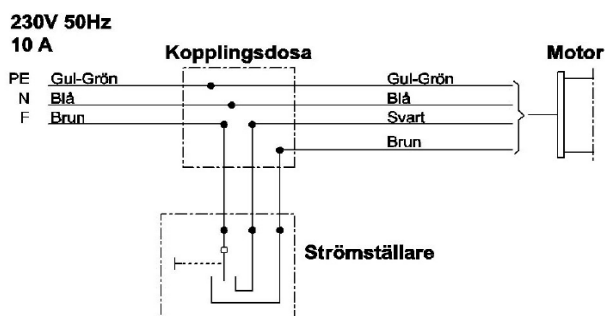 230V 50Hz
10 A
Kopplingsdosa
Motor
PE Gul-Grön Gul-Grön
N Blå Blå
F Brun Svart
Brun
Strömställare